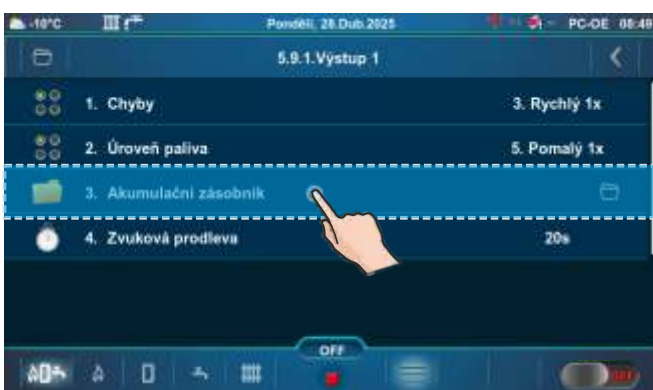 -10°C Pondělí, 28.Dub.2025 PC-OE 08:49
5.9.1.Výstup 1
1. Chyby 3. Rychlý 1x
2. Úroveň paliva 5. Pomalý 1x
3. Akumulační zásobník
4. Zvuková prodleva 20s
OFF
OFF